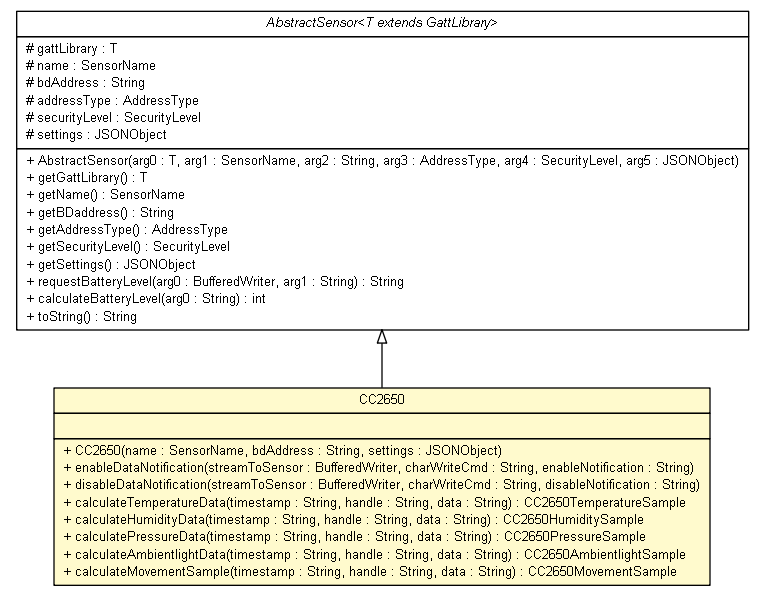 AbstractSensor<T extends GattLibrary>
# gattLibrary : T
# name : SensorName
# bdAddress : String
# addressType : AddressType
# securityLevel : SecurityLevel
# settings : JSONObject
+ AbstractSensor(arg0 : T, arg1 : SensorName, arg2 : String, arg3 : AddressType, arg4 : SecurityLevel, arg5 : JSONObject)
+ getGattLibrary() : T
+ getName() : SensorName
+ getBDaddress() : String
+ getAddressType() : AddressType
+ getSecurityLevel() : SecurityLevel
+ getSettings() : JSONObject
+ requestBatteryLevel(arg0 : BufferedWriter, arg1 : String) : String
+ calculateBatteryLevel(arg0 : String) : int
+ toString() : String
CC2650
+ CC2650(name : SensorName, bdAddress : String, settings : JSONObject)
+ enableDataNotification(streamToSensor : BufferedWriter, charWriteCmd : String, enableNotification : String)
+ disableDataNotification(streamToSensor : BufferedWriter, charWriteCmd : String, disableNotification : String)
+ calculateTemperatureData(timestamp : String, handle : String, data : String) : CC2650TemperatureSample
+ calculateHumidityData(timestamp : String, handle : String, data : String) : CC2650HumiditySample
+ calculatePressureData(timestamp : String, handle : String, data : String) : CC2650PressureSample
+ calculateAmbientlightData(timestamp : String, handle : String, data : String) : CC2650AmbientlightSample
+ calculateMovementSample(timestamp : String, handle : String, data : String) : CC2650MovementSample